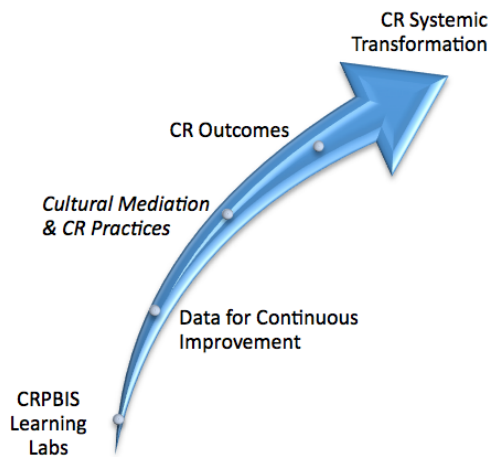 CR Systemic
Transformation
CR Outcomes
Cultural Mediation
& CR Practices
Data for Continuous
Improvement
CRPBIS
Learning
Labs